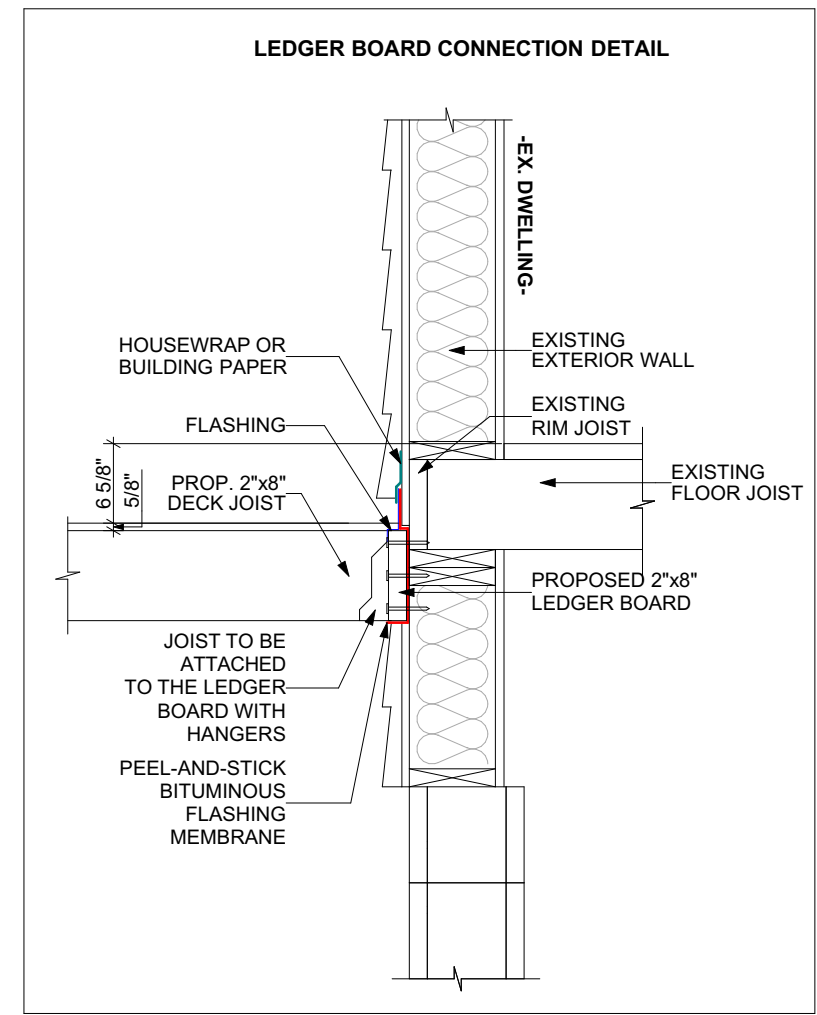 LEDGER BOARD CONNECTION DETAIL
-EX. DWELLING-
HOUSEWRAP OR
BUILDING PAPER
EXISTING
EXTERIOR WALL
FLASHING
EXISTING
RIM JOIST
6 5/8"
5/8"
PROP. 2"x8"
DECK JOIST
EXISTING
FLOOR JOIST
PROPOSED 2"x8"
LEDGER BOARD
JOIST TO BE
ATTACHED
TO THE LEDGER
BOARD WITH
HANGERS
PEEL-AND-STICK
BITUMINOUS
FLASHING
MEMBRANE